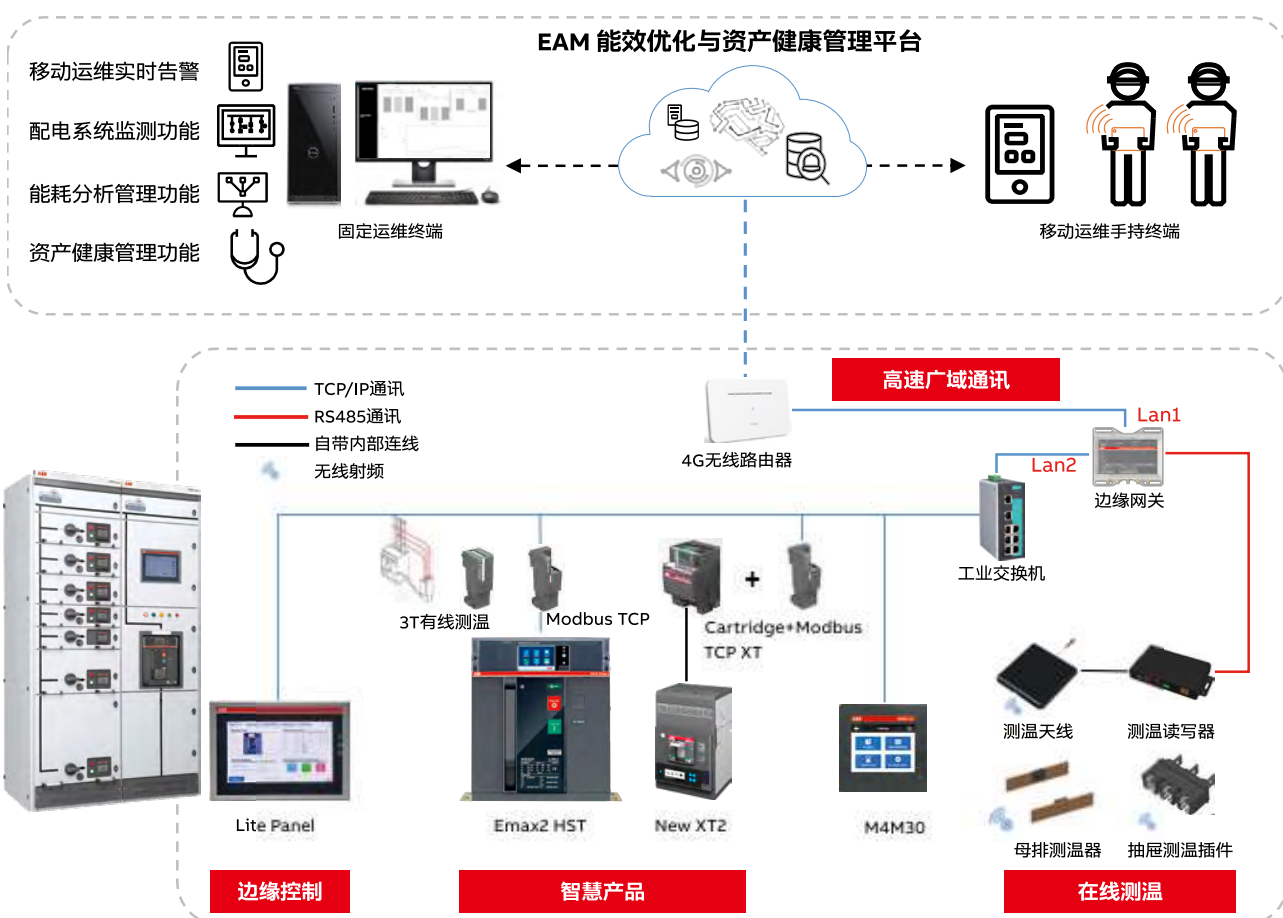 EAM 能效优化与资产健康管理平台
移动运维实时告警
配电系统监测功能
能耗分析管理功能
资产健康管理功能
固定运维终端
移动运维手持终端
高速广域通讯
TCP/IP通讯
RS485通讯
自带内部连线
无线射频
4G无线路由器
Lan1
Lan2
边缘网关
工业交换机
3T有线测温
Modbus TCP
+
Cartridge+Modbus
TCP XT
测温天线
测温读写器
Lite Panel
Emax2 HST
New XT2
M4M30
母排测温器
抽屉测温插件
边缘控制
智慧产品
在线测温